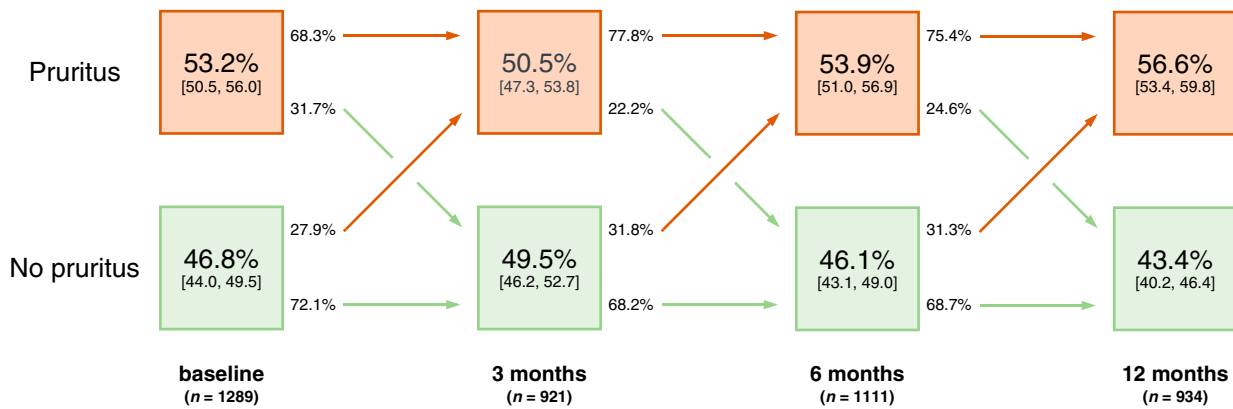 68.3%
77.8%
75.4%
Pruritus
53.2%
[50.5, 56.0]
50.5%
[47.3, 53.8]
53.9%
[51.0, 56.9]
56.6%
[53.4, 59.8]
31.7%
22.2%
24.6%
27.9%
31.8%
31.3%
No pruritus
46.8%
[44.0, 49.5]
49.5%
[46.2, 52.7]
46.1%
[43.1, 49.0]
43.4%
[40.2, 46.4]
72.1%
68.2%
68.7%
baseline
(n = 1289)
3 months
(n = 921)
6 months
(n = 1111)
12 months
(n = 934)